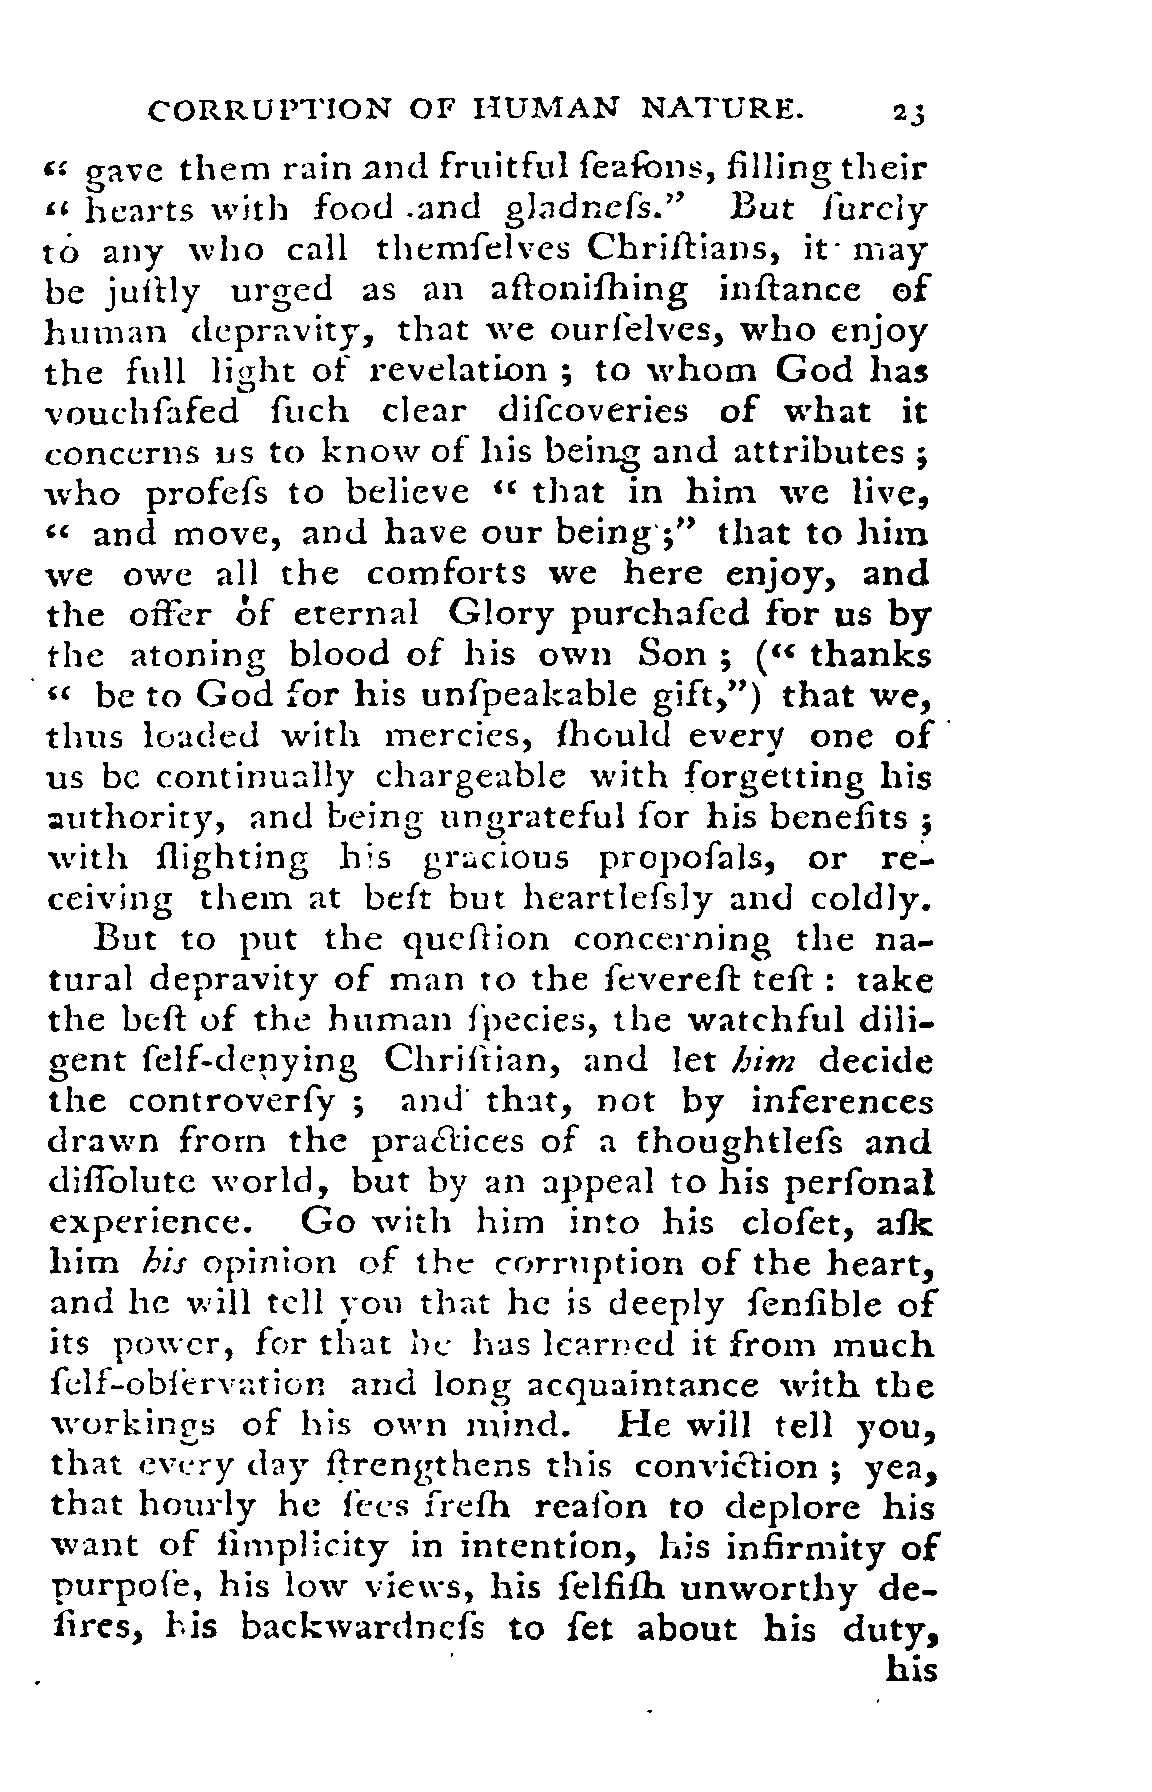 CORRUPTION OF HUMAN NATURE. 23
“ gave them rain and fruitful ſeaſons, filling their
“ hearts with food and gladneſs.” But ſurely
to any who call themſelves Chriſtians, it may
be juſtly urged as an aſtoniſhing inſtance of
human depravity, that we ourſelves, who enjoy
the full light of revelation ; to whom God has
vouchſafed ſuch clear diſcoveries of what it
concerns us to know of his being and attributes ;
who profeſs to believe “ that in him we live,
“ and move, and have our being ;” that to him
we owe all the comforts we here enjoy, and
the offer of eternal Glory purchaſed for us by
the atoning blood of his own Son ; (“ thanks
“ be to God for his unſpeakable gift,”) that we,
thus loaded with mercies, ſhould every one of
us be continually chargeable with forgetting his
authority, and being ungrateful for his benefits ;
with ſlighting his gracious propoſals, or re-
ceiving them at beſt but heartleſsly and coldly.
But to put the queſtion concerning the na-
tural depravity of man to the ſevereſt teſt : take
the beſt of the human ſpecies, the watchful dili-
gent ſelf-denying Chriſtian, and let him decide
the controverſy ; and that, not by inferences
drawn from the practices of a thoughtleſs and
diſſolute world, but by an appeal to his perſonal
experience. Go with him into his cloſet, aſk
him his opinion of the corruption of the heart,
and he will tell you that he is deeply ſenſible of
its power, for that he has learned it from much
ſelf-obſervation and long acquaintance with the
workings of his own mind. He will tell you,
that every day ſtrengthens this conviction ; yea,
that hourly he ſees freſh reaſon to deplore his
want of ſimplicity in intention, his infirmity of
purpoſe, his low views, his ſelfiſh unworthy de-
ſires, his backwardneſs to ſet about his duty,
his